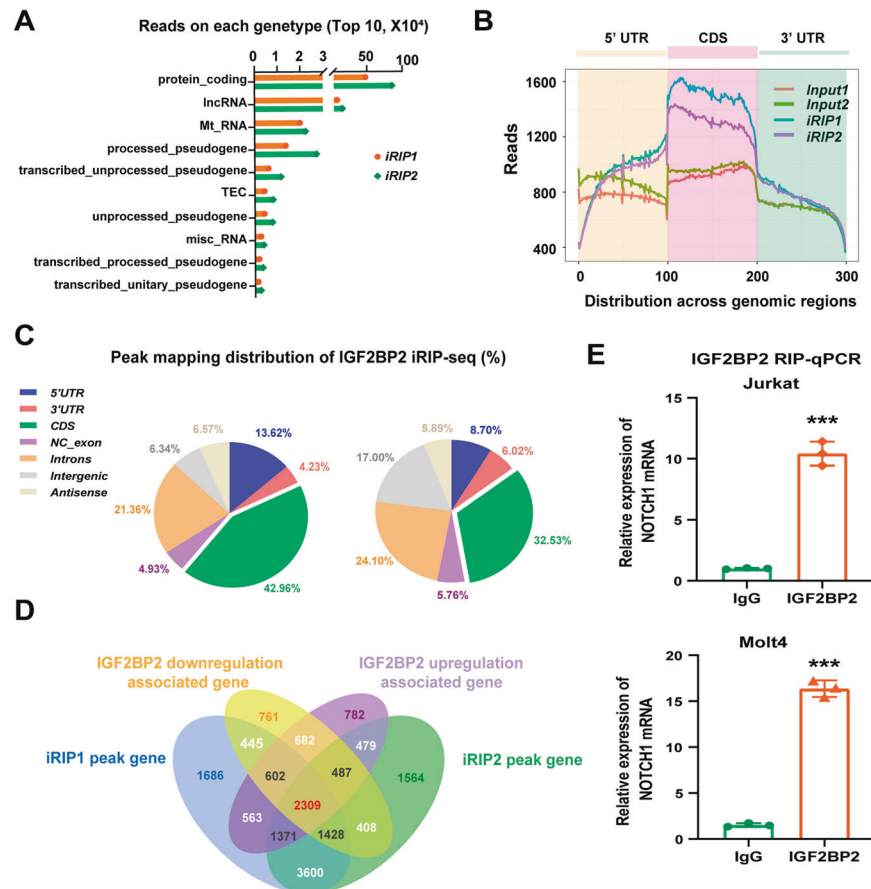 A
Reads on each genetype (Top 10, X10⁴)
0 1 2 3 50 100
protein_coding
lncRNA
Mt_RNA
processed_pseudogene
transcribed_unprocessed_pseudogene
TEC
unprocessed_pseudogene
misc_RNA
transcribed_processed_pseudogene
transcribed_unitary_pseudogene
iRIP1
iRIP2
B
5' UTR CDS 3' UTR
Reads
1600
1200
800
400
Input1
Input2
iRIP1
iRIP2
0 100 200 300
Distribution across genomic regions
C
Peak mapping distribution of IGF2BP2 iRIP-seq (%)
5'UTR
3'UTR
CDS
NC_exon
Introns
Intergenic
Antisense
6.57%
13.62%
6.34%
4.23%
21.36%
4.93%
42.96%
5.89%
8.70%
17.00%
6.02%
32.53%
24.10%
5.76%
D
IGF2BP2 downregulation
associated gene
IGF2BP2 upregulation
associated gene
iRIP1 peak gene
iRIP2 peak gene
761
782
445
682
479
1686
602
487
1564
2309
563
408
1371
1428
3600
E
IGF2BP2 RIP-qPCR
Jurkat
Relative expression of
NOTCH1 mRNA
15
10
5
0
***
IgG IGF2BP2
Molt4
Relative expression of
NOTCH1 mRNA
20
15
10
5
0
***
IgG IGF2BP2